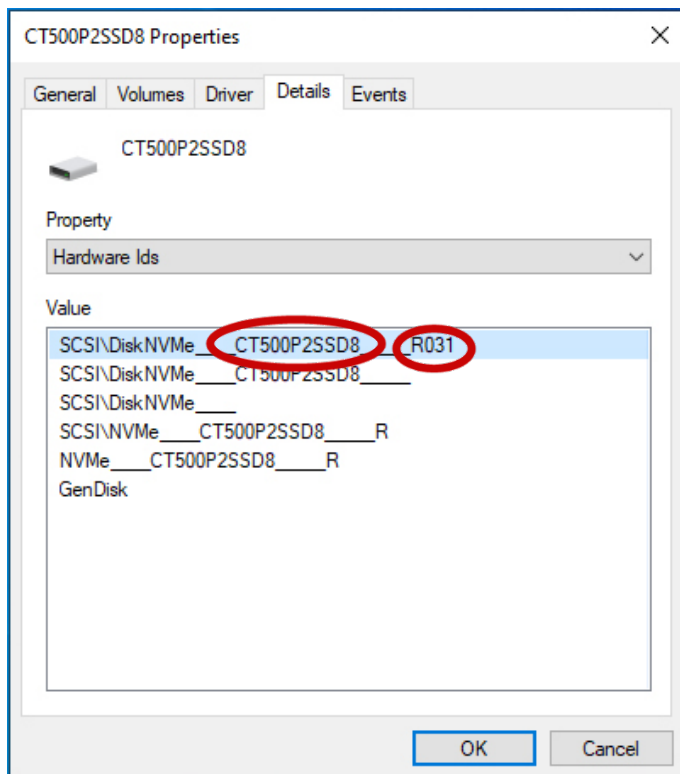 CT500P2SSD8 Properties
General Volumes Driver Details Events
CT500P2SSD8
Property
Hardware Ids
Value
SCSI\DiskNVMe____CT500P2SSD8_____R031
SCSI\DiskNVMe____CT500P2SSD8_____
SCSI\DiskNVMe____
SCSI\NVMe____CT500P2SSD8_____R
NVMe____CT500P2SSD8_____R
GenDisk
OK Cancel